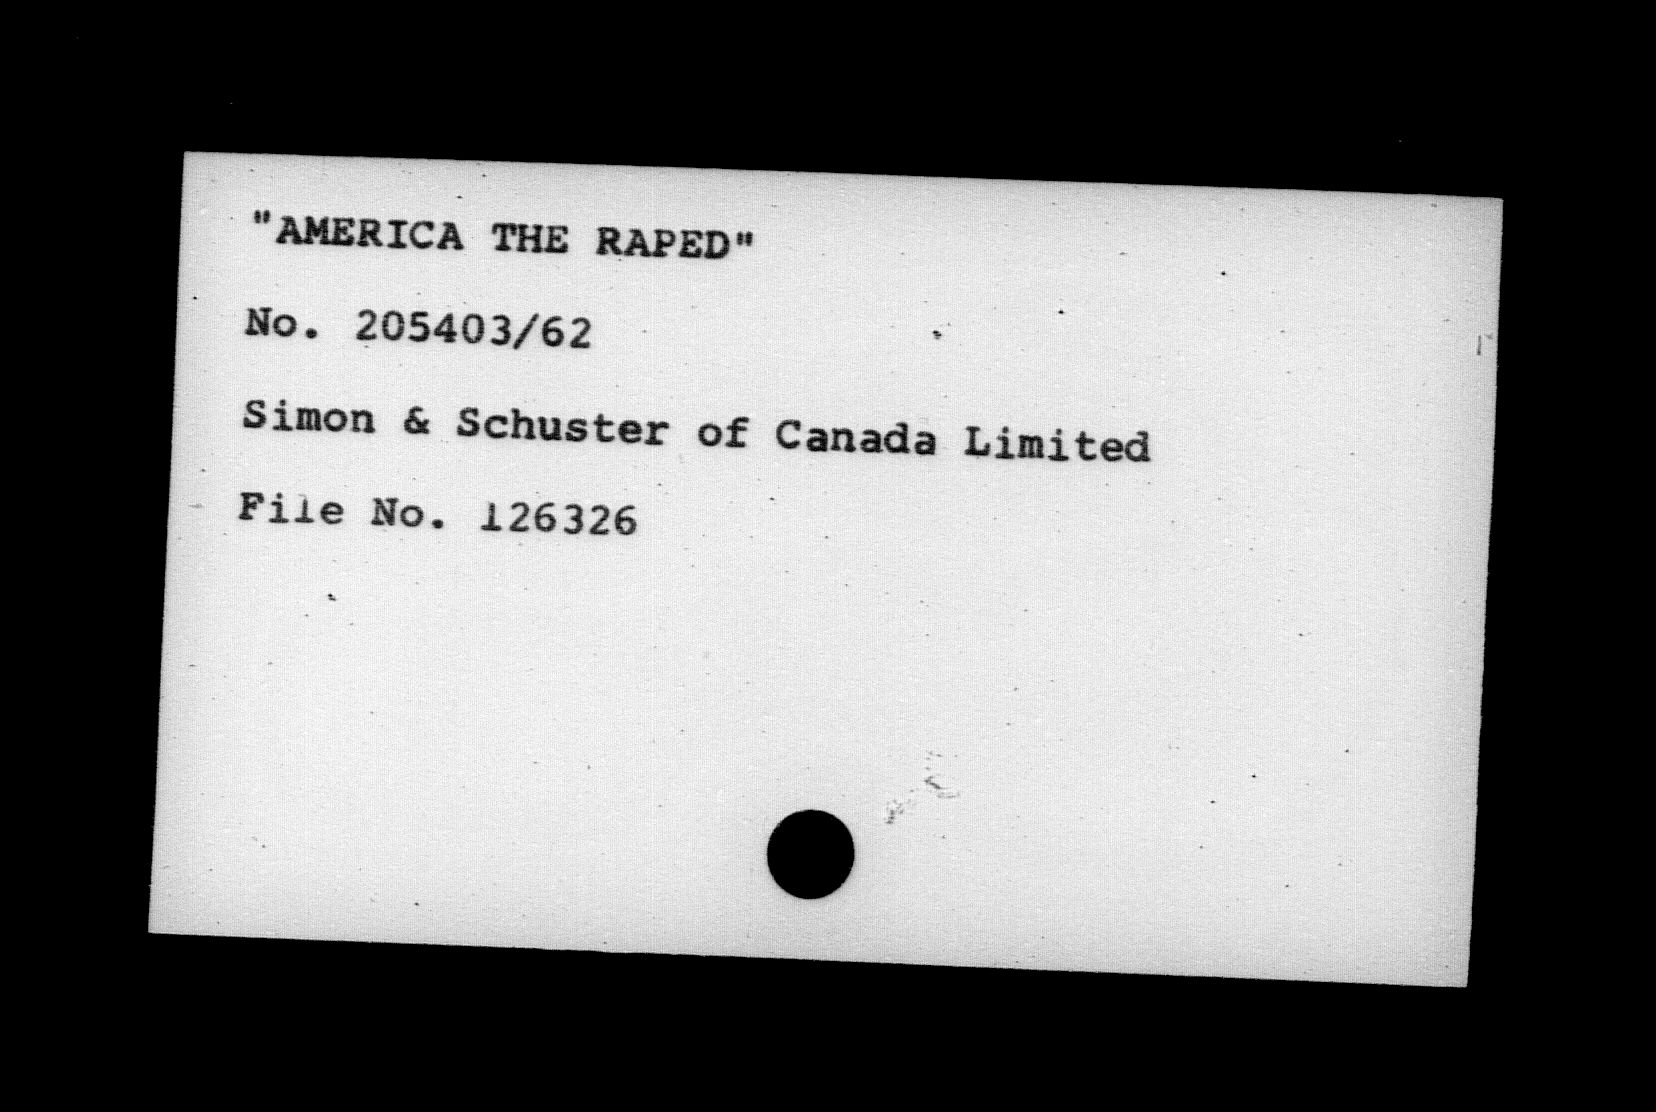 "AMERICA THE RAPED"
No. 205403/62
Simon & Schuster of Canada Limited
File No. 126326